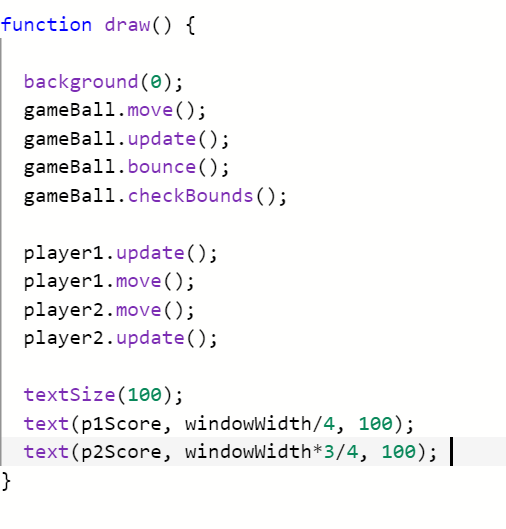 function draw() {
background(0);
gameBall.move();
gameBall.update();
gameBall.bounce();
gameBall.checkBounds();
player1.update();
player1.move();
player2.move();
player2.update();
textSize(100);
text(p1Score, windowWidth/4, 100);
text(p2Score, windowWidth*3/4, 100);
}